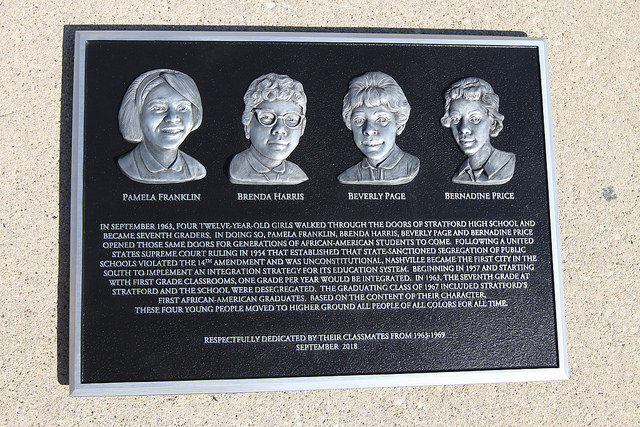 PAMELA FRANKLIN
BRENDA HARRIS
BEVERLY PAGE
BERNADINE PRICE
IN SEPTEMBER 1963, FOUR TWELVE-YEAR-OLD GIRLS WALKED THROUGH THE DOORS OF STRATFORD HIGH SCHOOL AND
BECAME SEVENTH GRADERS. IN DOING SO, PAMELA FRANKLIN, BRENDA HARRIS, BEVERLY PAGE AND BERNADINE PRICE
OPENED THOSE SAME DOORS FOR GENERATIONS OF AFRICAN-AMERICAN STUDENTS TO COME. FOLLOWING A UNITED
STATES SUPREME COURT RULING IN 1954 THAT ESTABLISHED THAT STATE-SANCTIONED SEGREGATION OF PUBLIC
SCHOOLS VIOLATED THE 14TH AMENDMENT AND WAS UNCONSTITUTIONAL, NASHVILLE BECAME THE FIRST CITY IN THE
SOUTH TO IMPLEMENT AN INTEGRATION STRATEGY FOR ITS EDUCATION SYSTEM. BEGINNING IN 1957 AND STARTING
WITH FIRST GRADE CLASSROOMS, ONE GRADE PER YEAR WOULD BE INTEGRATED. IN 1963, THE SEVENTH GRADE AT
STRATFORD AND THE SCHOOL WERE DESEGREGATED. THE GRADUATING CLASS OF 1967 INCLUDED STRATFORD'S
FIRST AFRICAN-AMERICAN GRADUATES. BASED ON THE CONTENT OF THEIR CHARACTER,
THESE FOUR YOUNG PEOPLE MOVED TO HIGHER GROUND ALL PEOPLE OF ALL COLORS FOR ALL TIME.
RESPECTFULLY DEDICATED BY THEIR CLASSMATES FROM 1963-1969
SEPTEMBER 2018